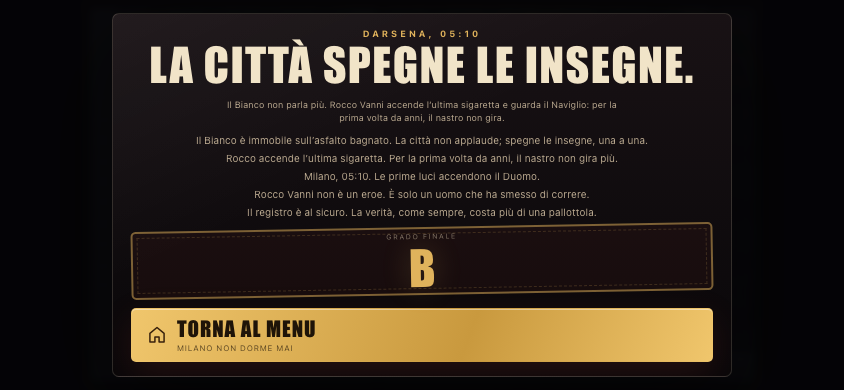 DARSENA, 05:10
LA CITTÀ SPEGNE LE INSEGNE.
Il Bianco non parla più. Rocco Vanni accende l'ultima sigaretta e guarda il Naviglio: per la
prima volta da anni, il nastro non gira.
Il Bianco è immobile sull'asfalto bagnato. La città non applaude; spegne le insegne, una a una.
Rocco accende l'ultima sigaretta. Per la prima volta da anni, il nastro non gira più.
Milano, 05:10. Le prime luci accendono il Duomo.
Rocco Vanni non è un eroe. È solo un uomo che ha smesso di correre.
Il registro è al sicuro. La verità, come sempre, costa più di una pallottola.
GRADO FINALE
B
TORNA AL MENU
MILANO NON DORME MAI